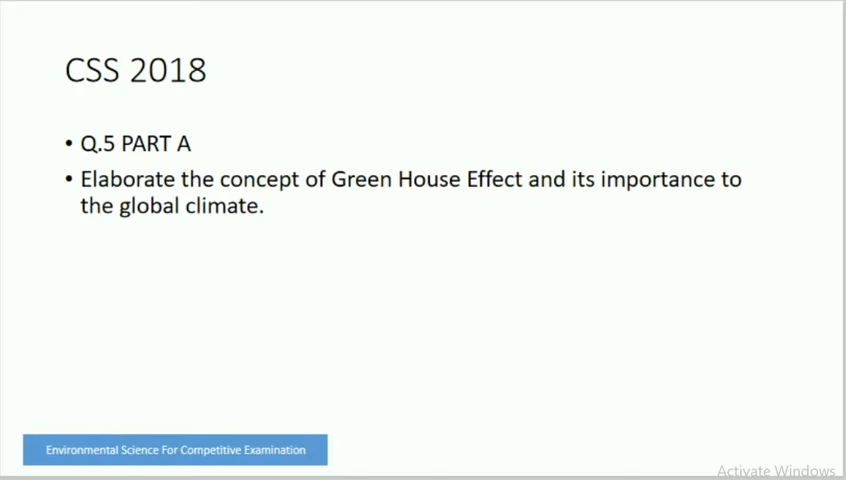 CSS 2018
• Q.5 PART A
• Elaborate the concept of Green House Effect and its importance to
the global climate.
Environmental Science For Competitive Examination
Activate Windows